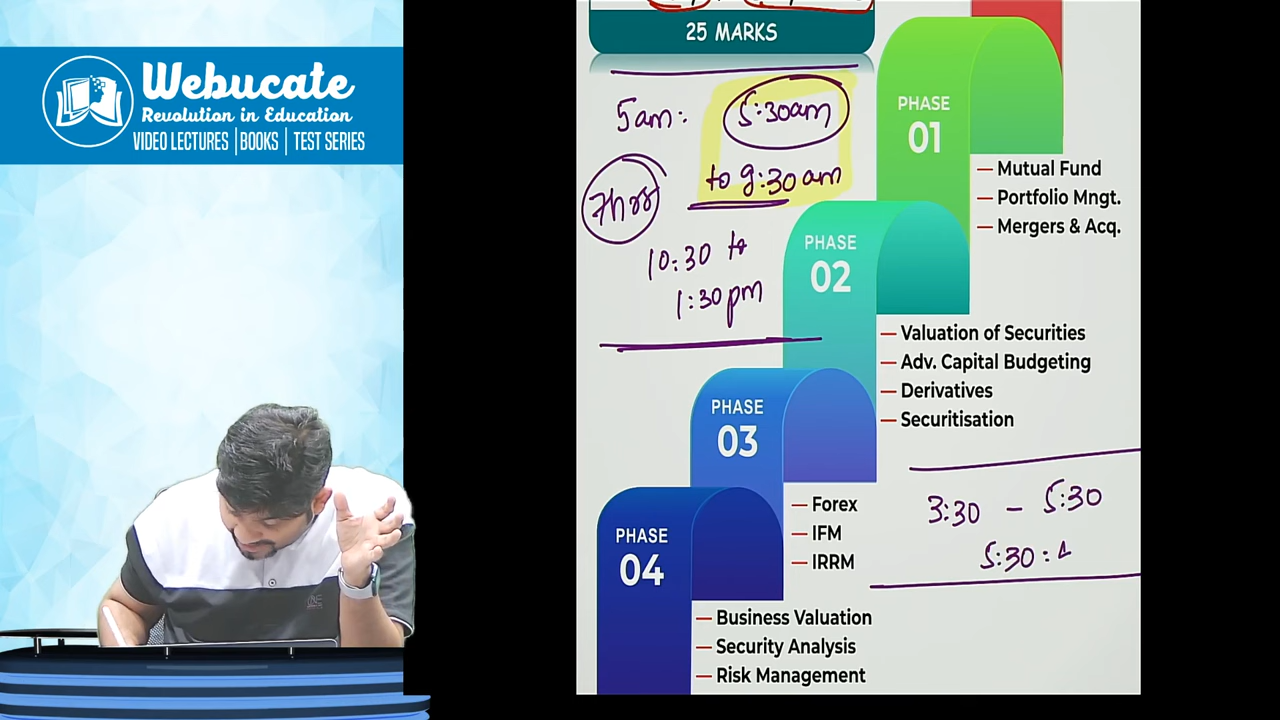 Webucate
Revolution in Education
VIDEO LECTURES | BOOKS | TEST SERIES
25 MARKS
5am: 5:30am
to 9:30am
7hrs
10:30 to
1:30pm
PHASE
01
Mutual Fund
Portfolio Mngt.
Mergers & Acq.
PHASE
02
Valuation of Securities
Adv. Capital Budgeting
Derivatives
Securitisation
PHASE
03
Forex
IFM
IRRM
3:30 - 5:30
5:30:
PHASE
04
Business Valuation
Security Analysis
Risk Management